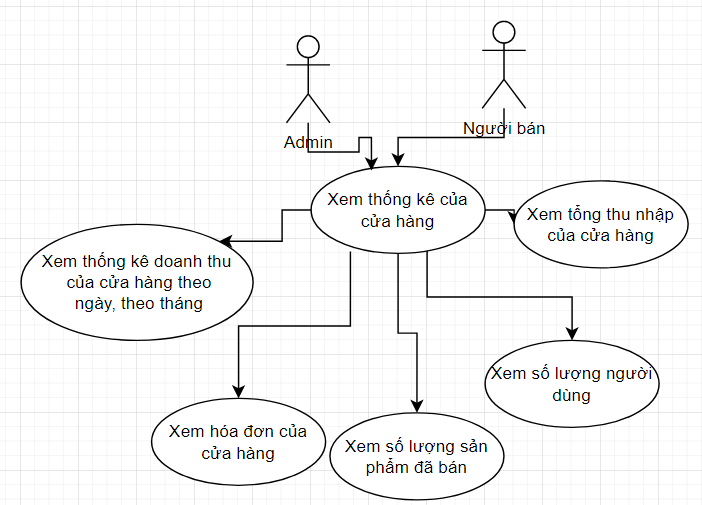 Admin
Người bán
Xem thống kê của
cửa hàng
Xem tổng thu nhập
của cửa hàng
Xem thống kê doanh thu
của cửa hàng theo
ngày, theo tháng
Xem số lượng người
dùng
Xem hóa đơn của
cửa hàng
Xem số lượng sản
phẩm đã bán